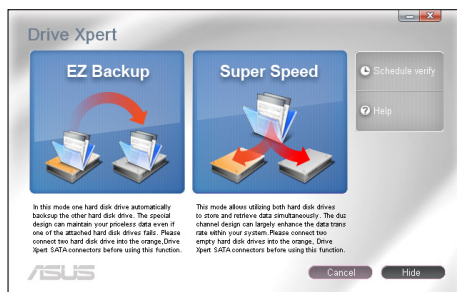 Drive Xpert
EZ Backup
In this mode one hard disk drive automatically
backsup the other hard disk drive. The special
design can maintain your priceless data even if
one of the attached hard disk drives fails. Please
connect two hard disk drive into the orange,Drive
Xpert SATA connectors before using this function.
Super Speed
This mode allows utilizing both hard disk drives
to store and retrieve data simultaneously. The dua
channel design can largely enhance the data trans
rate within your system.Please connect two
empty hard disk drives into the orange, Drive
Xpert SATA connectors before using this function.
Schedule verify
Help
ASUS
Cancel
Hide